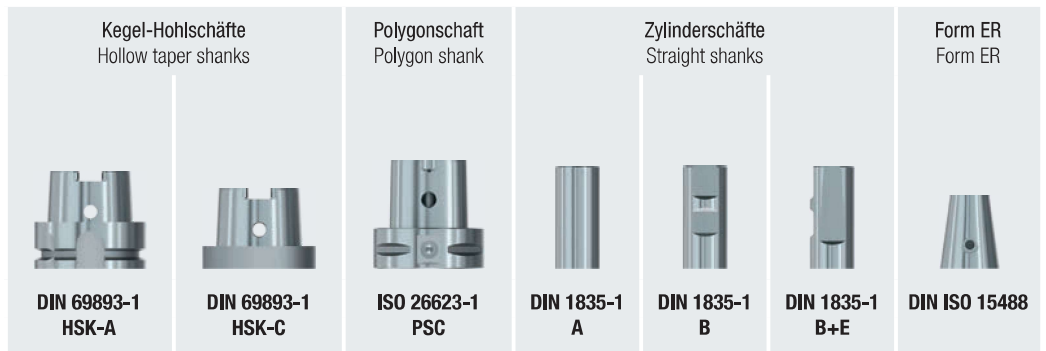 Kegel-Hohlschäfte
Hollow taper shanks
Polygonschaft
Polygon shank
Zylinderschäfte
Straight shanks
Form ER
Form ER
DIN 69893-1
HSK-A
DIN 69893-1
HSK-C
ISO 26623-1
PSC
DIN 1835-1
A
DIN 1835-1
B
DIN 1835-1
B+E
DIN ISO 15488